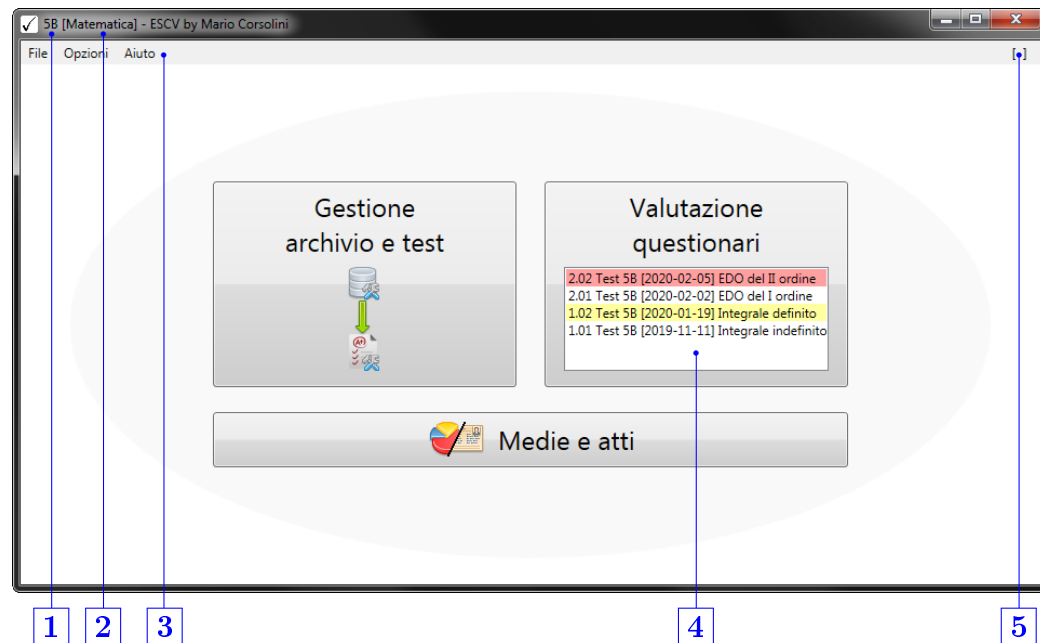 5B [Matematica] - ESCV by Mario Corsolini
File Opzioni Aiuto
Gestione
archivio e test
Valutazione
questionari
2.02 Test 5B [2020-02-05] EDO del II ordine
2.01 Test 5B [2020-02-02] EDO del I ordine
1.02 Test 5B [2020-01-19] Integrale definito
1.01 Test 5B [2019-11-11] Integrale indefinito
A+
Medie e atti
1 2 3 4 5